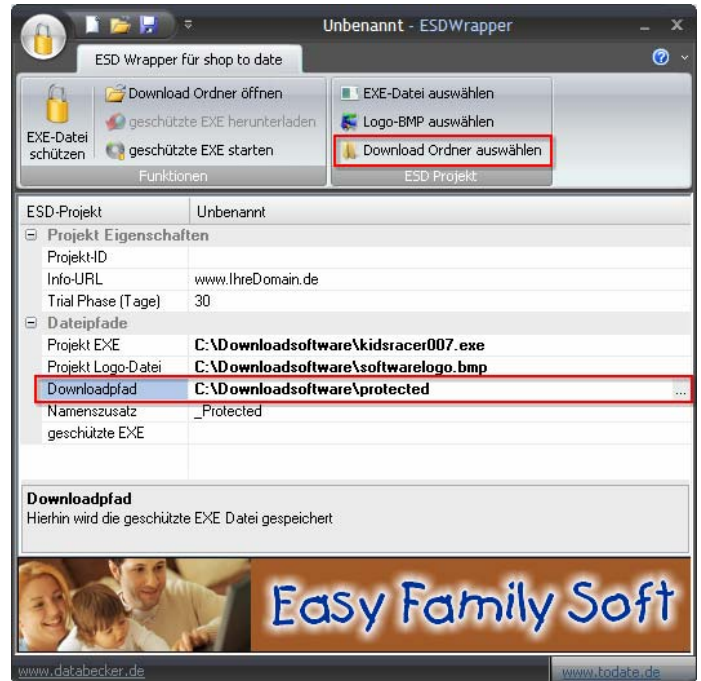 Unbenannt - ESDWrapper
ESD Wrapper für shop to date
EXE-Datei schützen
Download Ordner öffnen
geschützte EXE herunterladen
geschützte EXE starten
Funktionen
EXE-Datei auswählen
Logo-BMP auswählen
Download Ordner auswählen
ESD Projekt
ESD-Projekt Unbenannt
Projekt Eigenschaften
Projekt-ID
Info-URL www.IhreDomain.de
Trial Phase (Tage) 30
Dateipfade
Projekt EXE C:\Downloadsoftware\kidsracer007.exe
Projekt Logo-Datei C:\Downloadsoftware\softwarelogo.bmp
Downloadpfad C:\Downloadsoftware\protected ...
Namenszusatz _Protected
geschützte EXE
Downloadpfad
Hierhin wird die geschützte EXE Datei gespeichert
Easy Family Soft
www.databecker.de www.todate.de